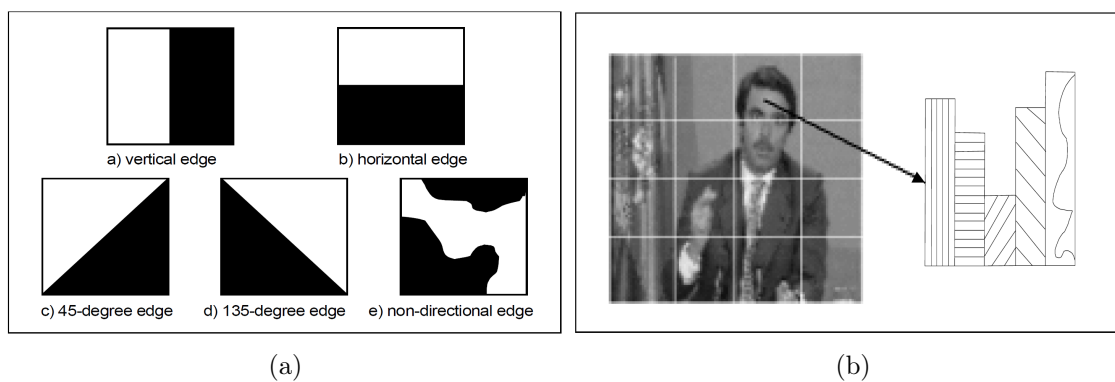 a) vertical edge
b) horizontal edge
c) 45-degree edge
d) 135-degree edge
e) non-directional edge
(a)
(b)